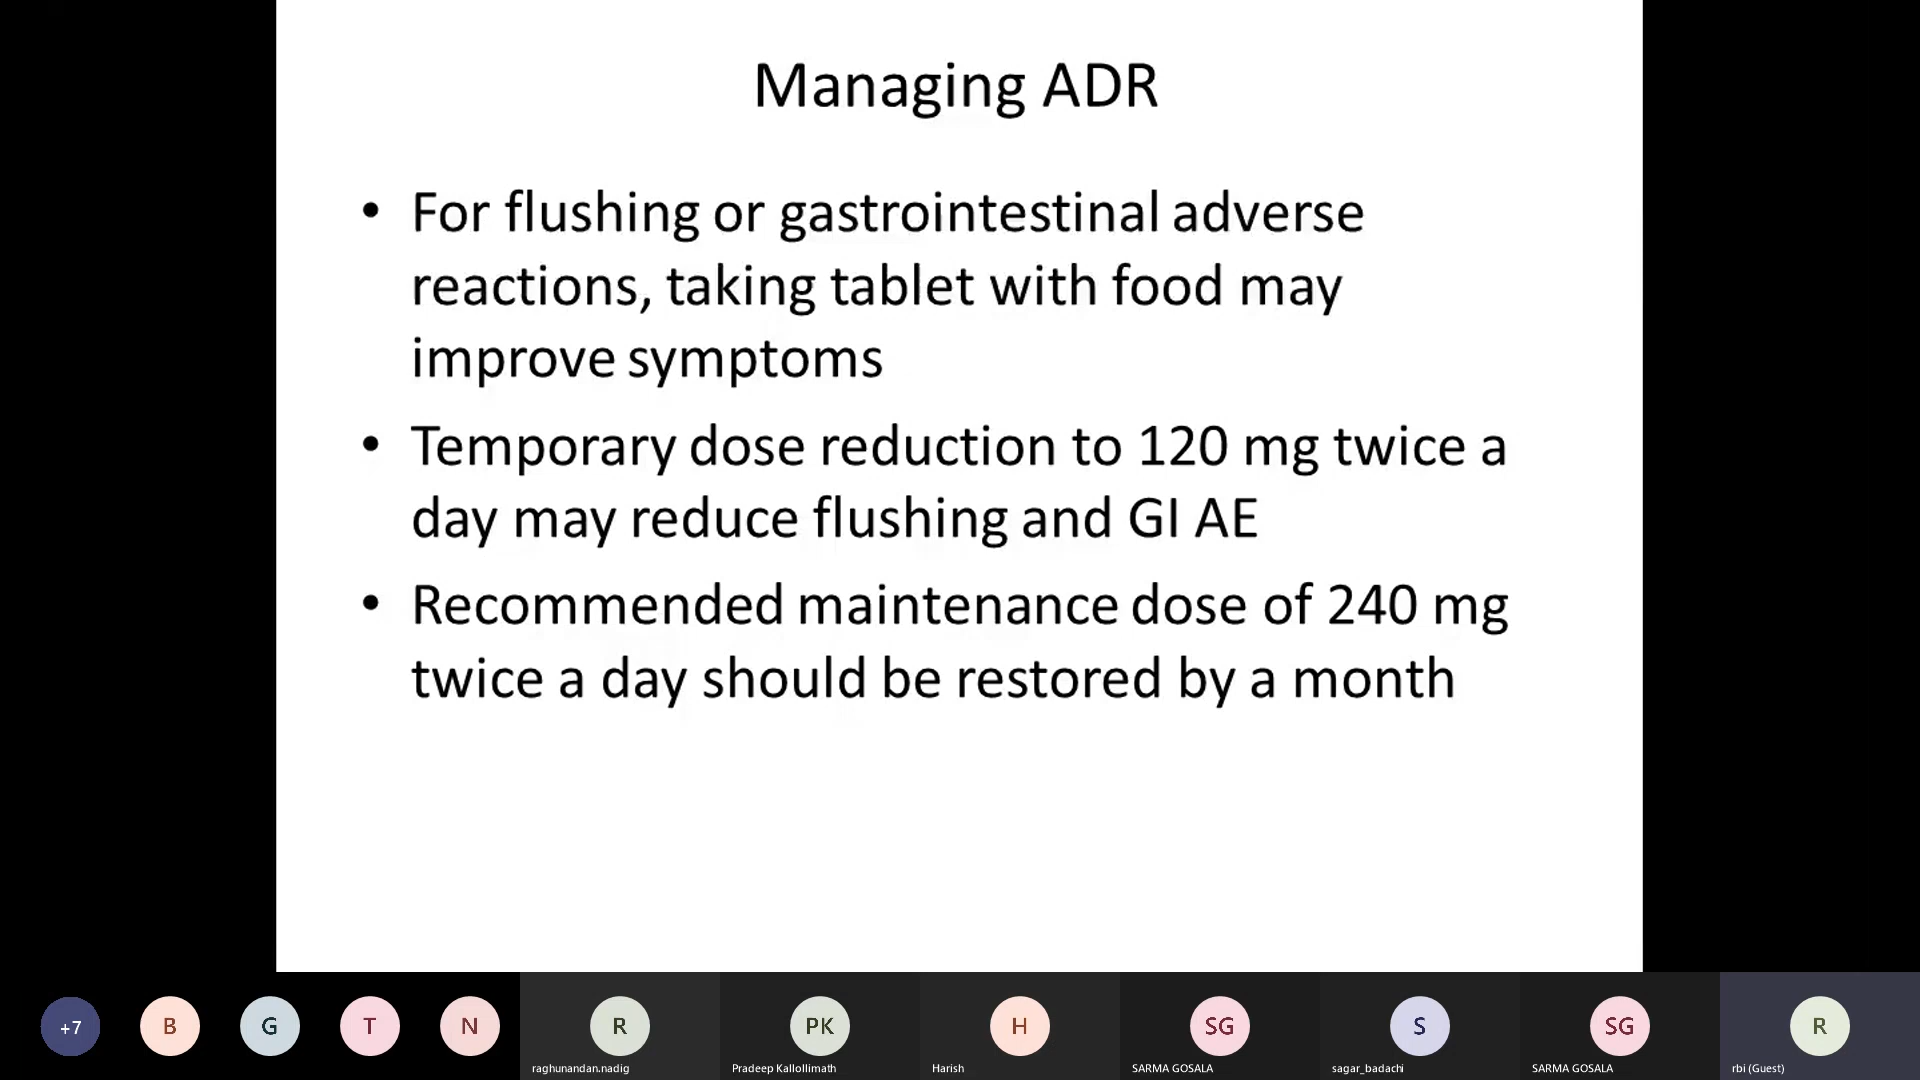 Managing ADR
• For flushing or gastrointestinal adverse
reactions, taking tablet with food may
improve symptoms
• Temporary dose reduction to 120 mg twice a
day may reduce flushing and GI AE
• Recommended maintenance dose of 240 mg
twice a day should be restored by a month
+7
B
G
T
N
R
PK
H
SG
S
SG
R
raghunandan.nadig
Pradeep Kallollimath
Harish
SARMA GOSALA
sagar_badachi
SARMA GOSALA
rbi (Guest)